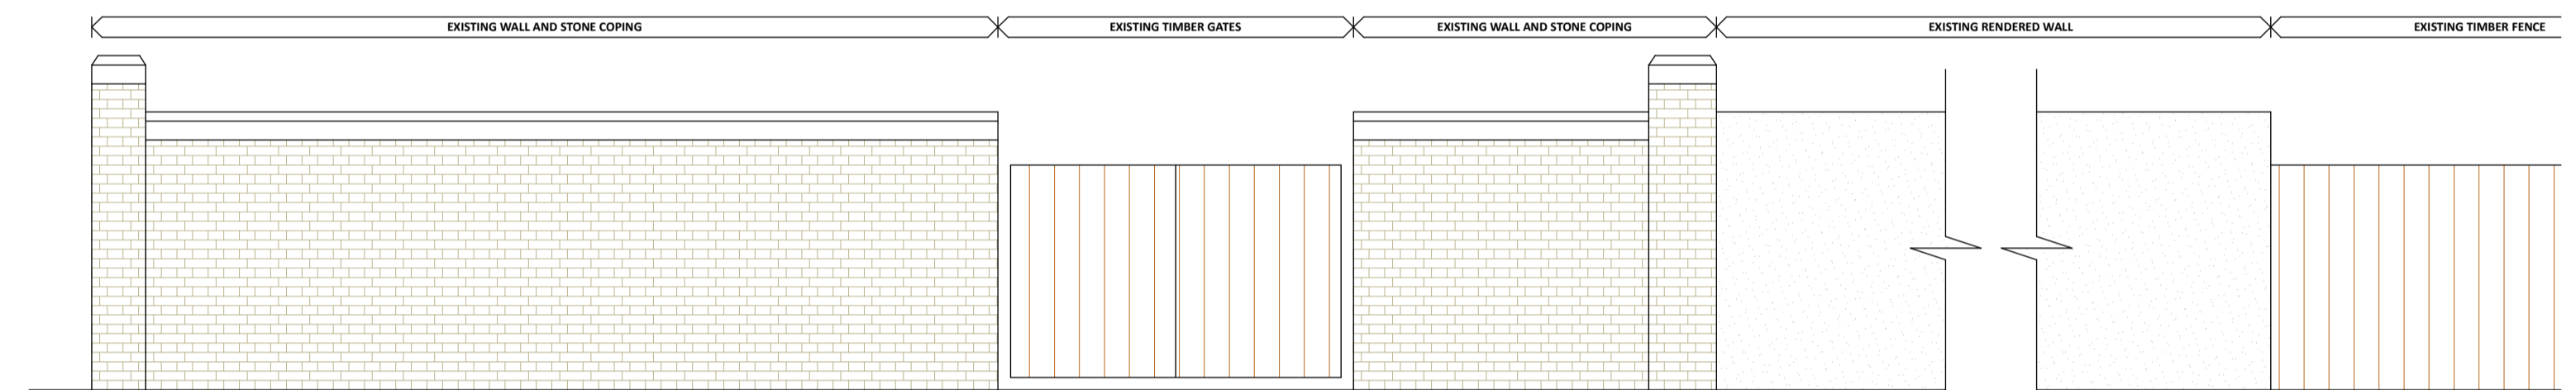 EXISTING WALL AND STONE COPING
EXISTING TIMBER GATES
EXISTING WALL AND STONE COPING
EXISTING RENDERED WALL
EXISTING TIMBER FENCE